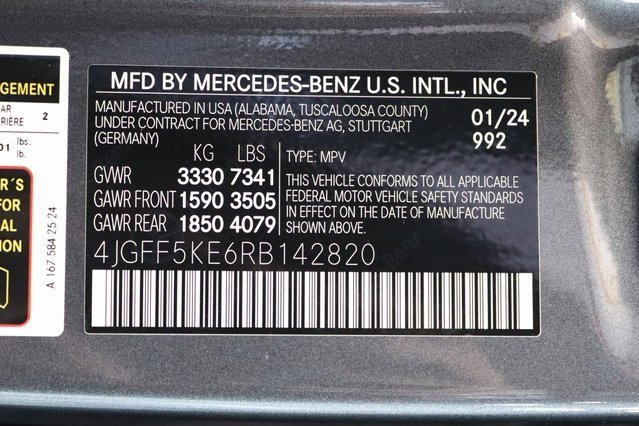 MFD BY MERCEDES-BENZ U.S. INTL., INC
MANUFACTURED IN USA (ALABAMA, TUSCALOOSA COUNTY)
UNDER CONTRACT FOR MERCEDES-BENZ AG, STUTTGART
(GERMANY)
01/24
992
KG LBS
GVWR 3330 7341
GAWR FRONT 1590 3505
GAWR REAR 1850 4079
TYPE: MPV
THIS VEHICLE CONFORMS TO ALL APPLICABLE
FEDERAL MOTOR VEHICLE SAFETY STANDARDS
IN EFFECT ON THE DATE OF MANUFACTURE
SHOWN ABOVE.
4JGFF5KE6RB142820
A 167 584 25 24
2
lbs.
lb.